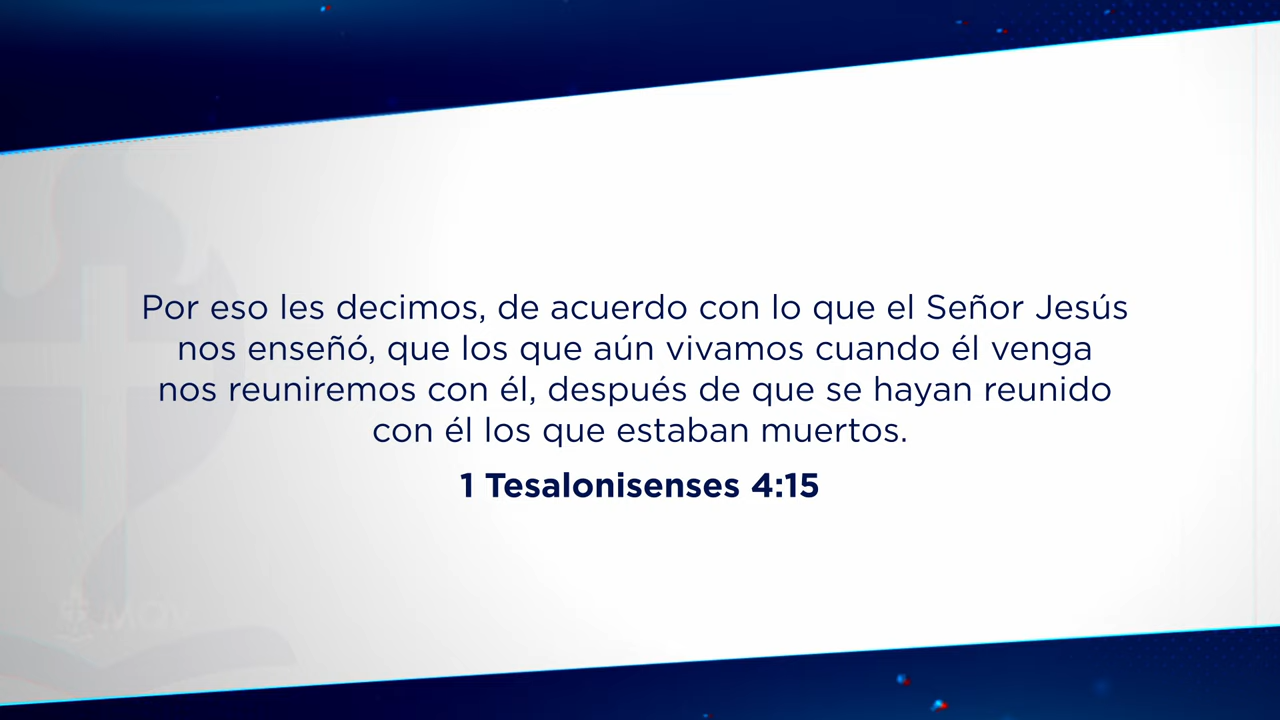 Por eso les decimos, de acuerdo con lo que el Señor Jesús
nos enseñó, que los que aún vivamos cuando él venga
nos reuniremos con él, después de que se hayan reunido
con él los que estaban muertos.
1 Tesalonisenses 4:15